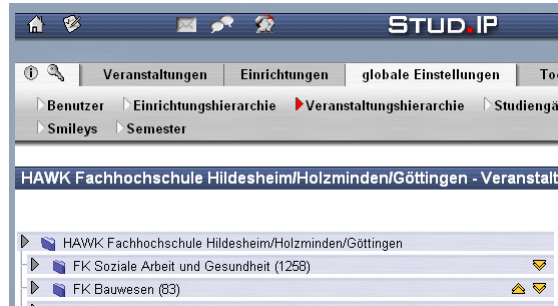 STUD.IP
Veranstaltungen Einrichtungen globale Einstellungen
Benutzer Einrichtungshierarchie Veranstaltungshierarchie
Smileys Semester
HAWK Fachhochschule Hildesheim/Holzminden/Göttingen -
HAWK Fachhochschule Hildesheim/Holzminden/Göttingen
FK Soziale Arbeit und Gesundheit (1258)
FK Bauwesen (83)